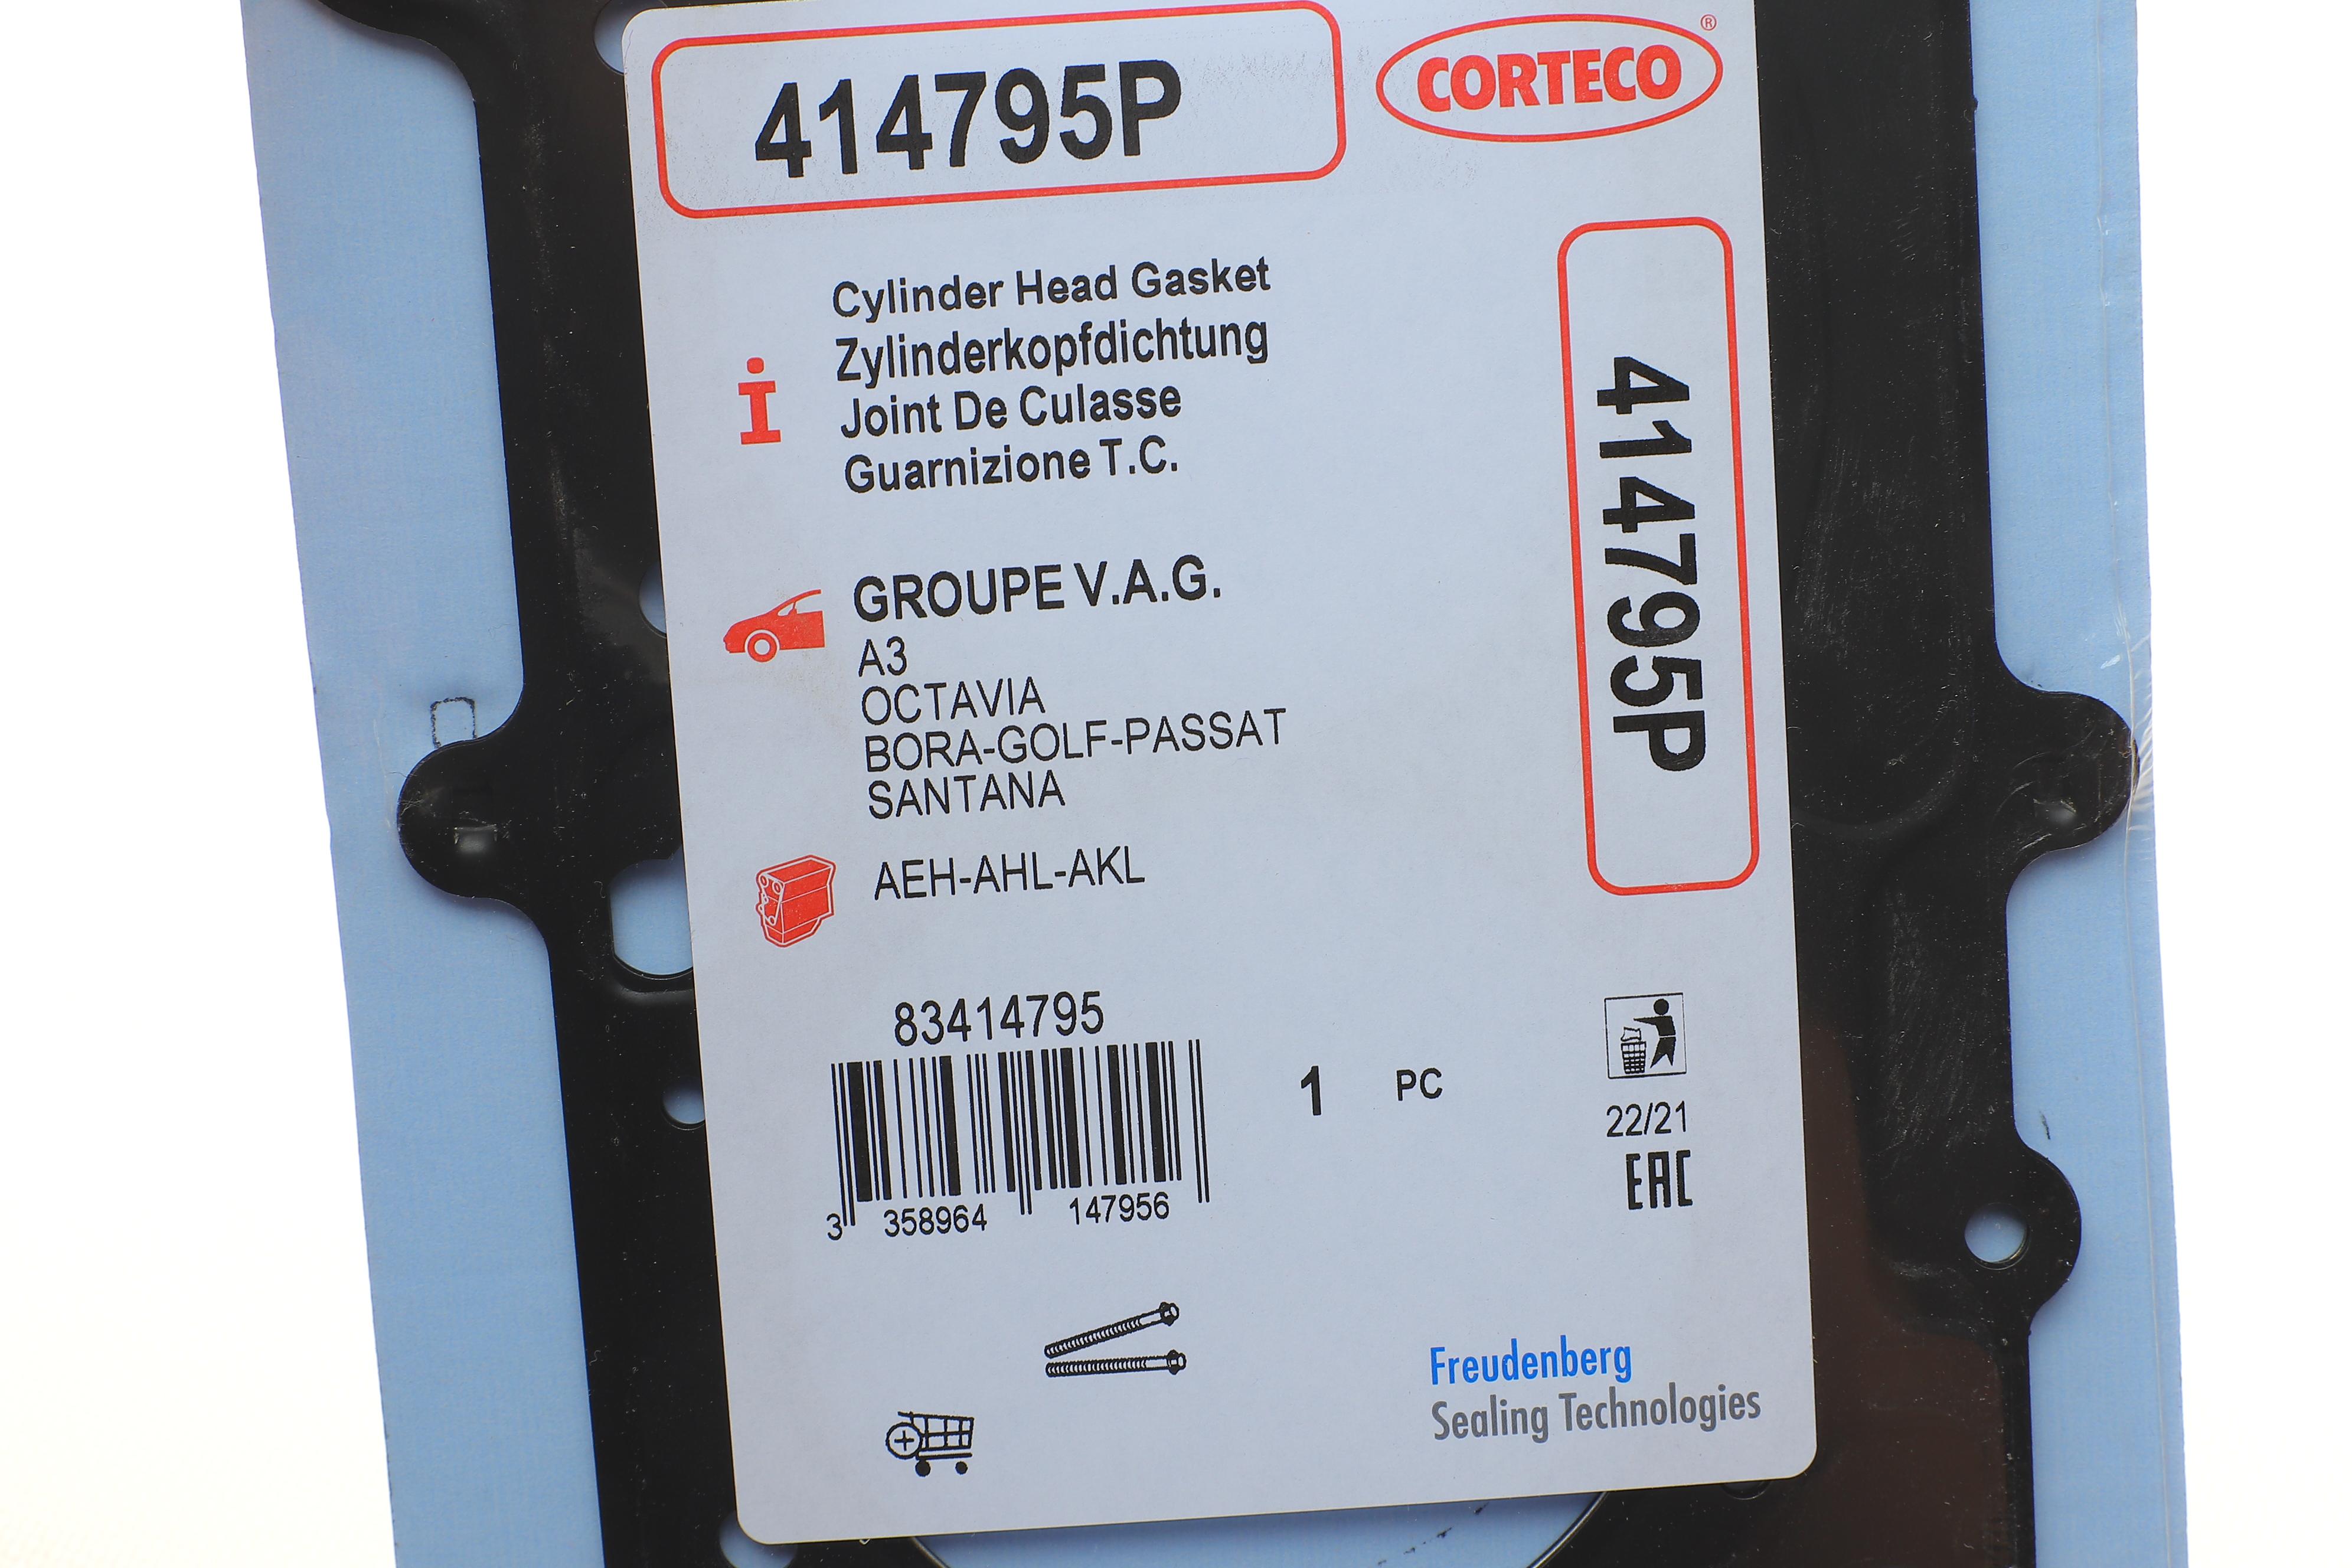 414795P
CORTECO®
Cylinder Head Gasket
Zylinderkopfdichtung
Joint De Culasse
Guarnizione T.C.
414795P
GROUPE V.A.G.
A3
OCTAVIA
BORA-GOLF-PASSAT
SANTANA
AEH-AHL-AKL
83414795
3 358964 147956
1 PC
22/21
EAC
Freudenberg
Sealing Technologies